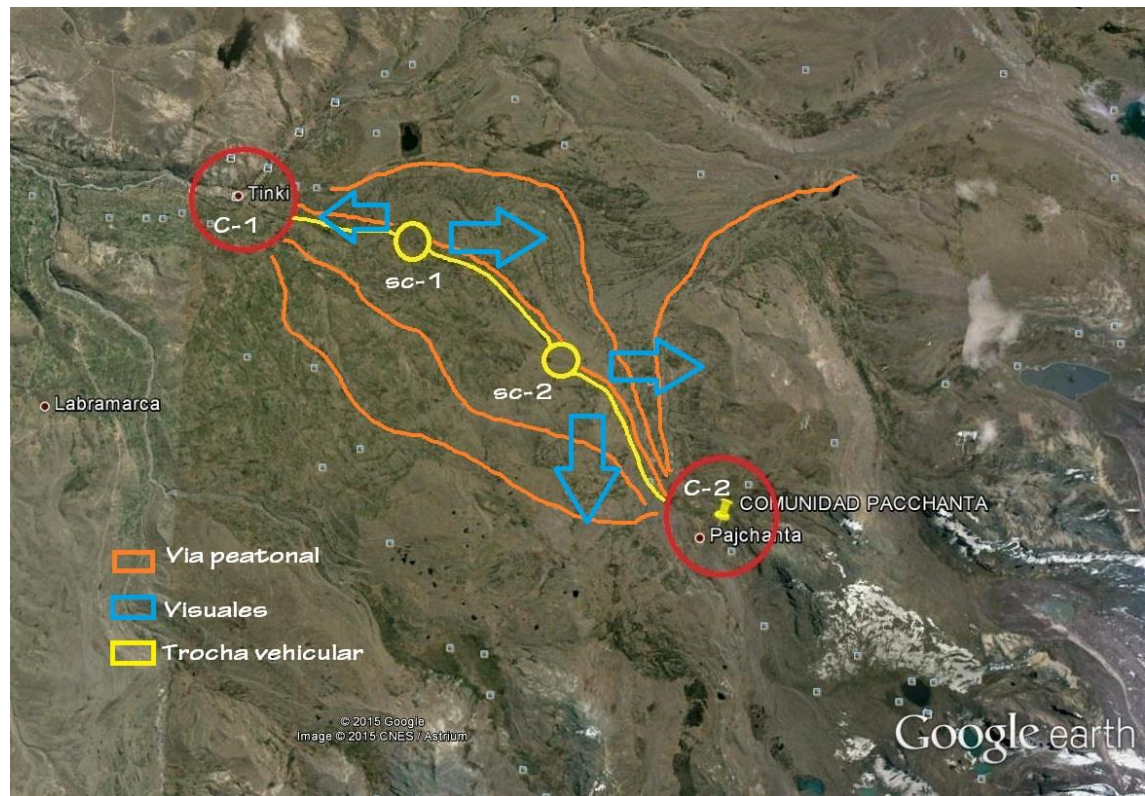 Tinki
C-1
sc-1
sc-2
Labramarca
C-2
COMUNIDAD PACCHANTA
Pajchanta
Via peatonal
Visuales
Trocha vehicular
© 2015 Google
Image © 2015 CNES / Astrium
Google earth